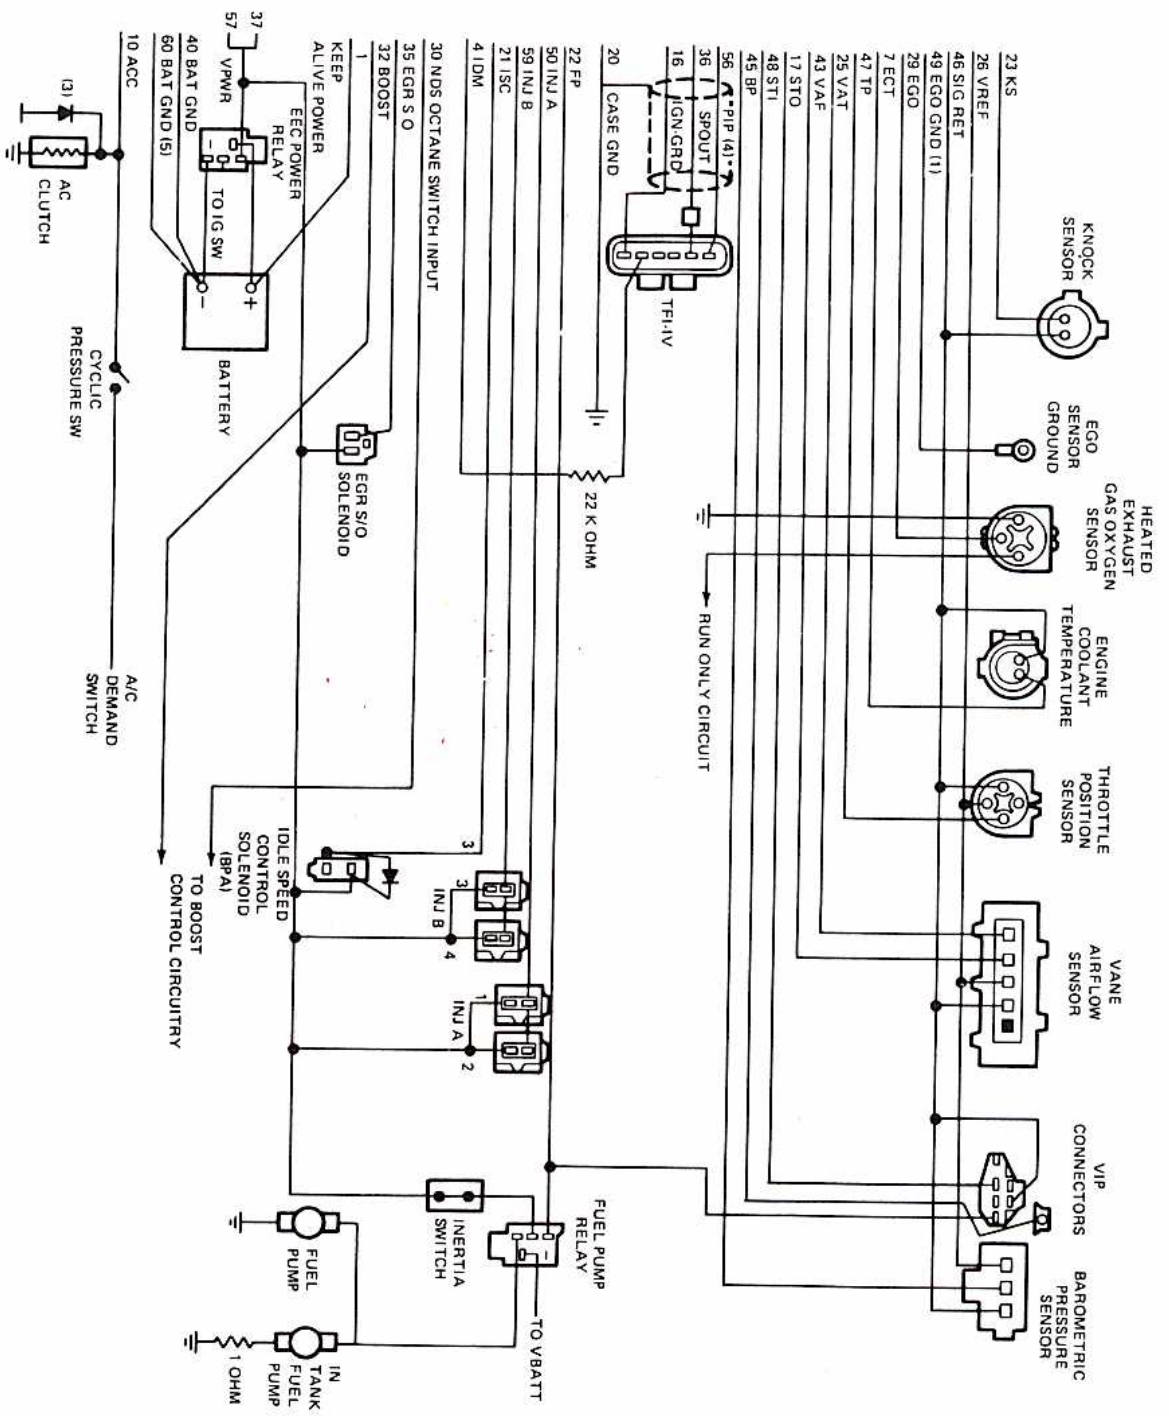 23 KS
26 VREF
46 SIG RET
49 EGO GND (1)
29 EGO
7 ECT
47 TP
25 VAT
43 VAF
17 STO
48 STI
45 BP
56 "PIP (4)"
36 SPOUT
16 IGN-GRD
20 CASE GND
22 FP
50 INJ A
59 INJ B
21 ISC
4 IDM
30 NDS OCTANE SWITCH INPUT
35 EGR S O
32 BOOST
1
KEEP
ALIVE POWER
37
57
VPWR
EEC POWER
RELAY
TO IG SW
40 BAT GND
60 BAT GND (5)
10 ACC
(3)
AC
CLUTCH
+
−
BATTERY
CYCLIC
PRESSURE SW
A/C
DEMAND
SWITCH
KNOCK
SENSOR
EGO
SENSOR
GROUND
HEATED
EXHAUST
GAS OXYGEN
SENSOR
ENGINE
COOLANT
TEMPERATURE
THROTTLE
POSITION
SENSOR
VANE
AIRFLOW
SENSOR
VIP
CONNECTORS
BAROMETRIC
PRESSURE
SENSOR
TFI-IV
22 K OHM
RUN ONLY CIRCUIT
EGR S/O
SOLENOID
IDLE SPEED
CONTROL
SOLENOID
(BPA)
TO BOOST
CONTROL CIRCUITRY
3
3
INJ B
4
1
INJ A
2
FUEL PUMP
RELAY
TO VBATT
INERTIA
SWITCH
FUEL
PUMP
IN
TANK
FUEL
PUMP
1 OHM